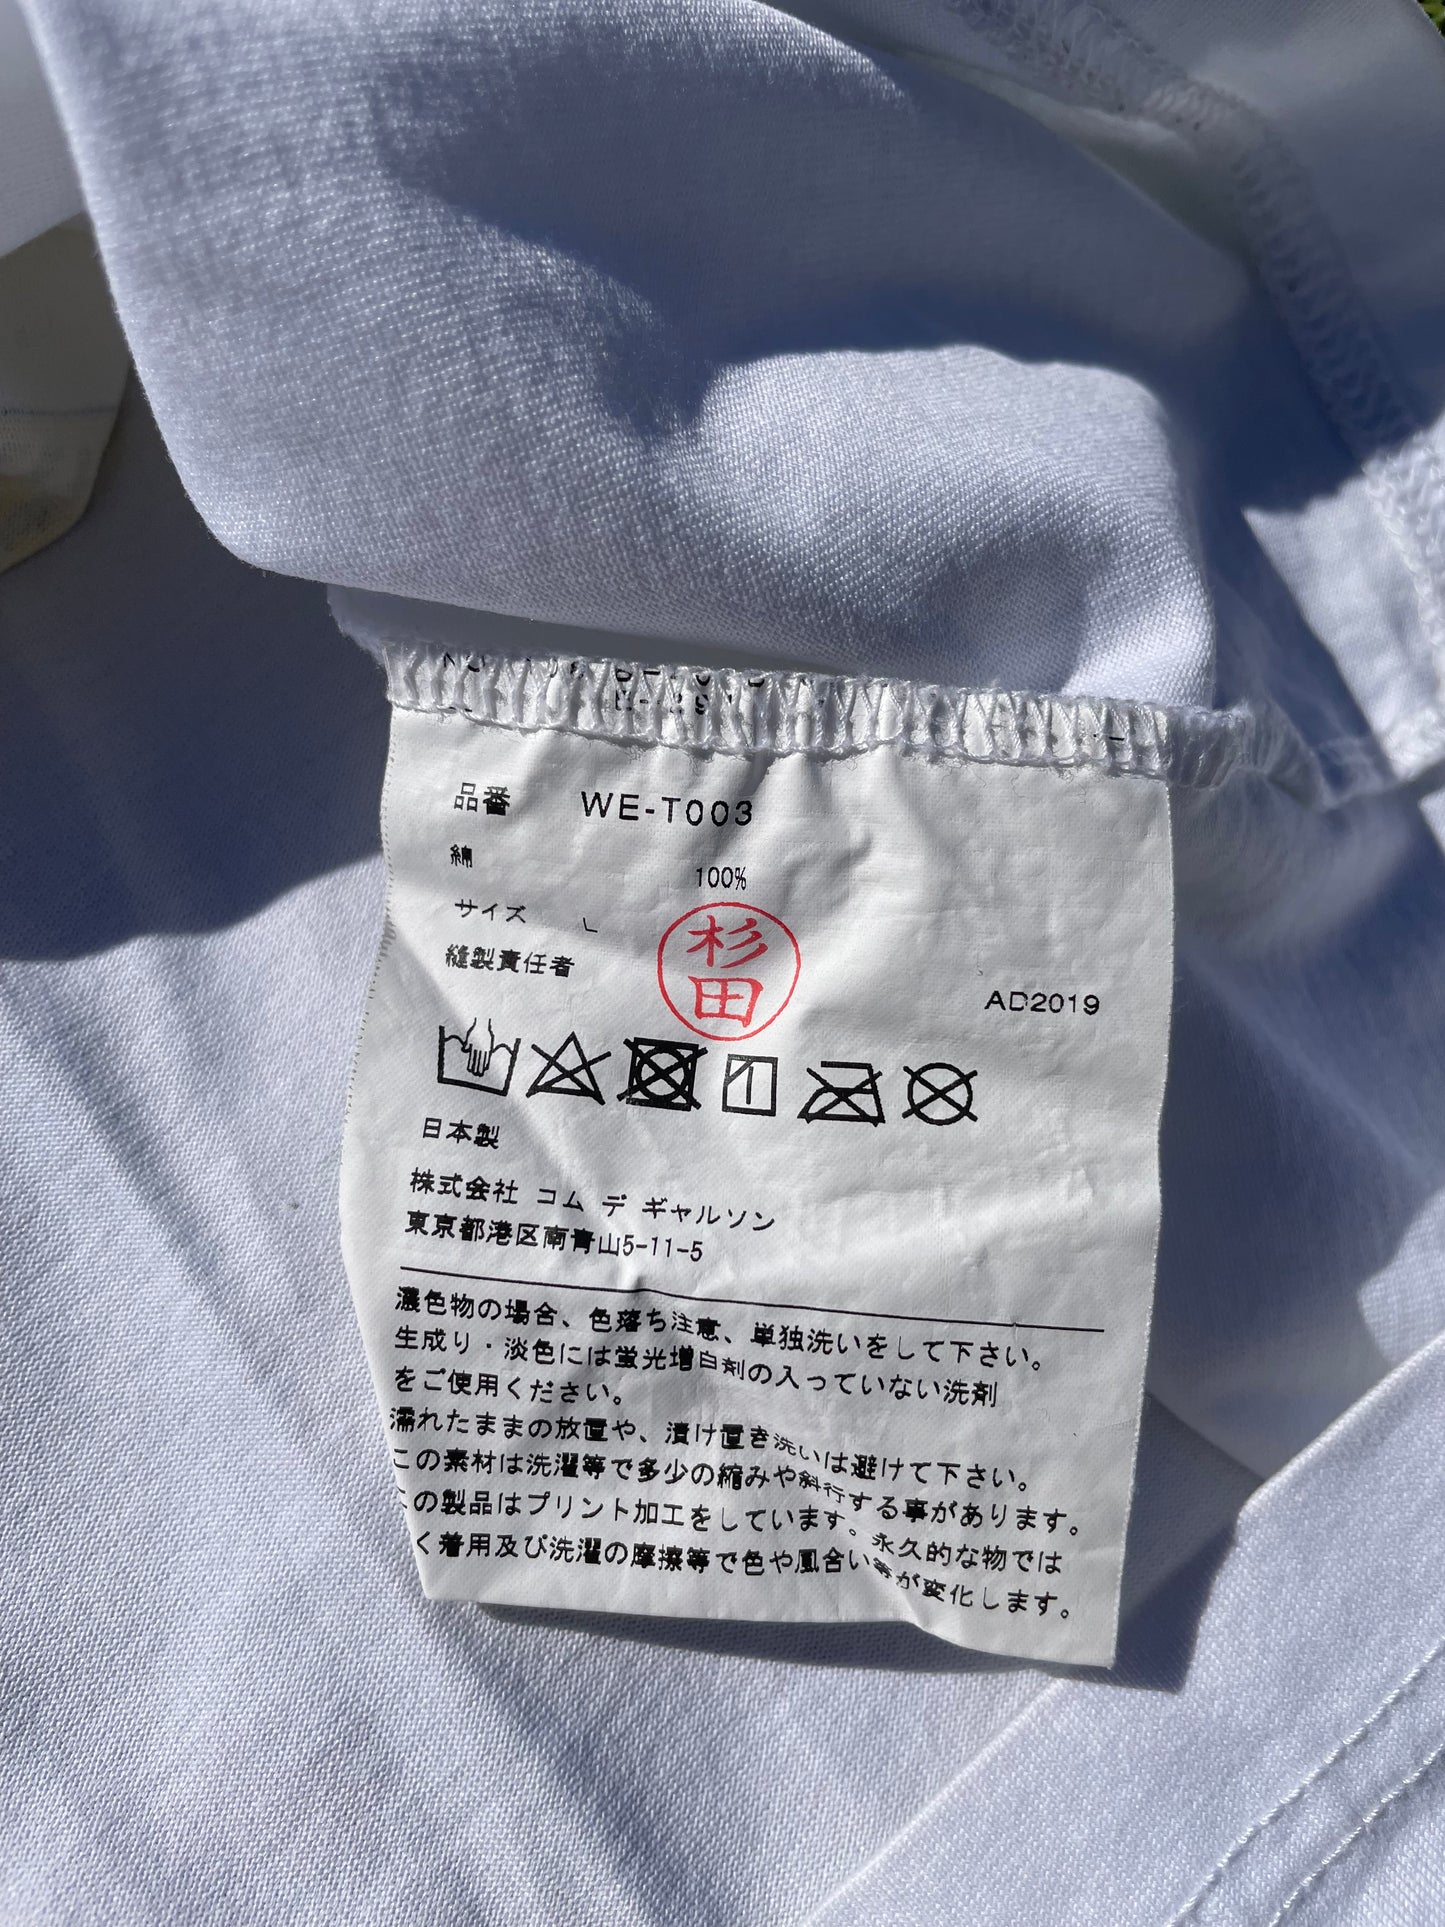 品番 WE-T003
綿 100%
サイズ L
縫製責任者 杉田
AD2019
日本製
株式会社 コム デ ギャルソン
東京都港区南青山5-11-5
濃色物の場合、色落ち注意、単独洗いをして下さい。
生成り・淡色には蛍光増白剤の入っていない洗剤
をご使用ください。
濡れたままの放置や、漬け置き洗いは避けて下さい。
この素材は洗濯等で多少の縮みや斜行する事があります。
この製品はプリント加工をしています。永久的な物では
く着用及び洗濯の摩擦等で色や風合い等が変化します。